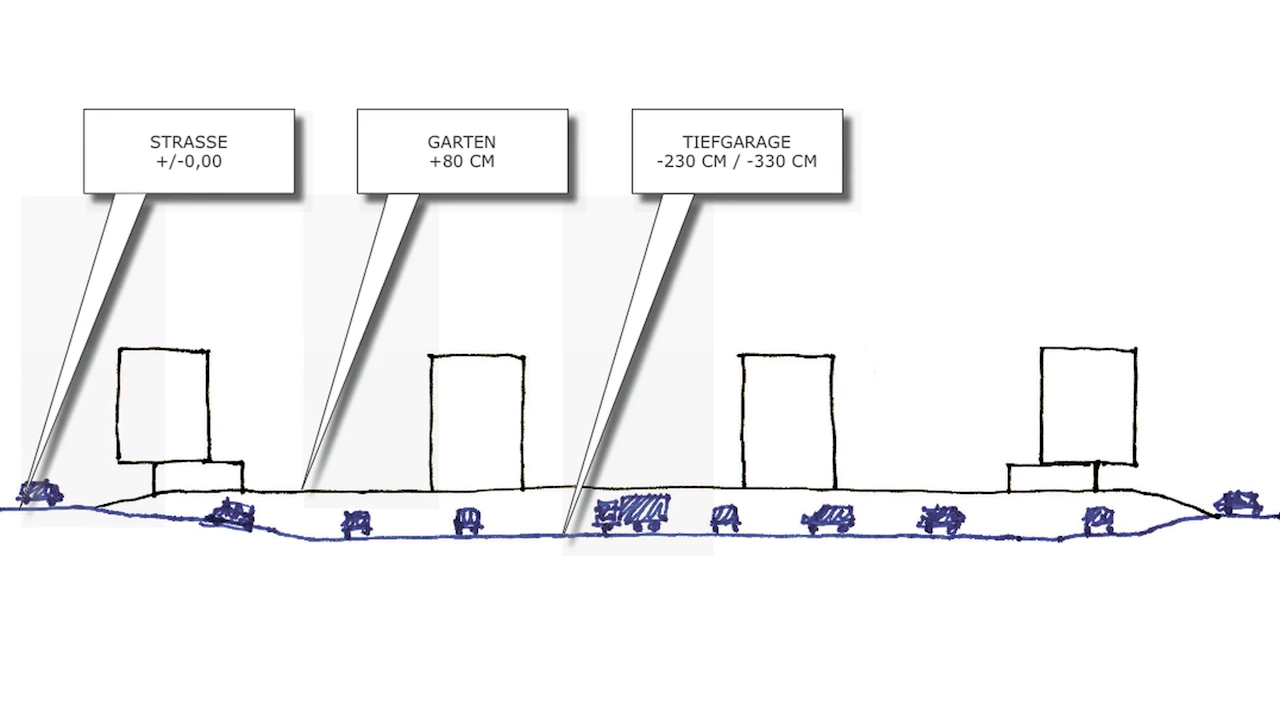 STRASSE
+/-0,00
GARTEN
+80 CM
TIEFGARAGE
-230 CM / -330 CM